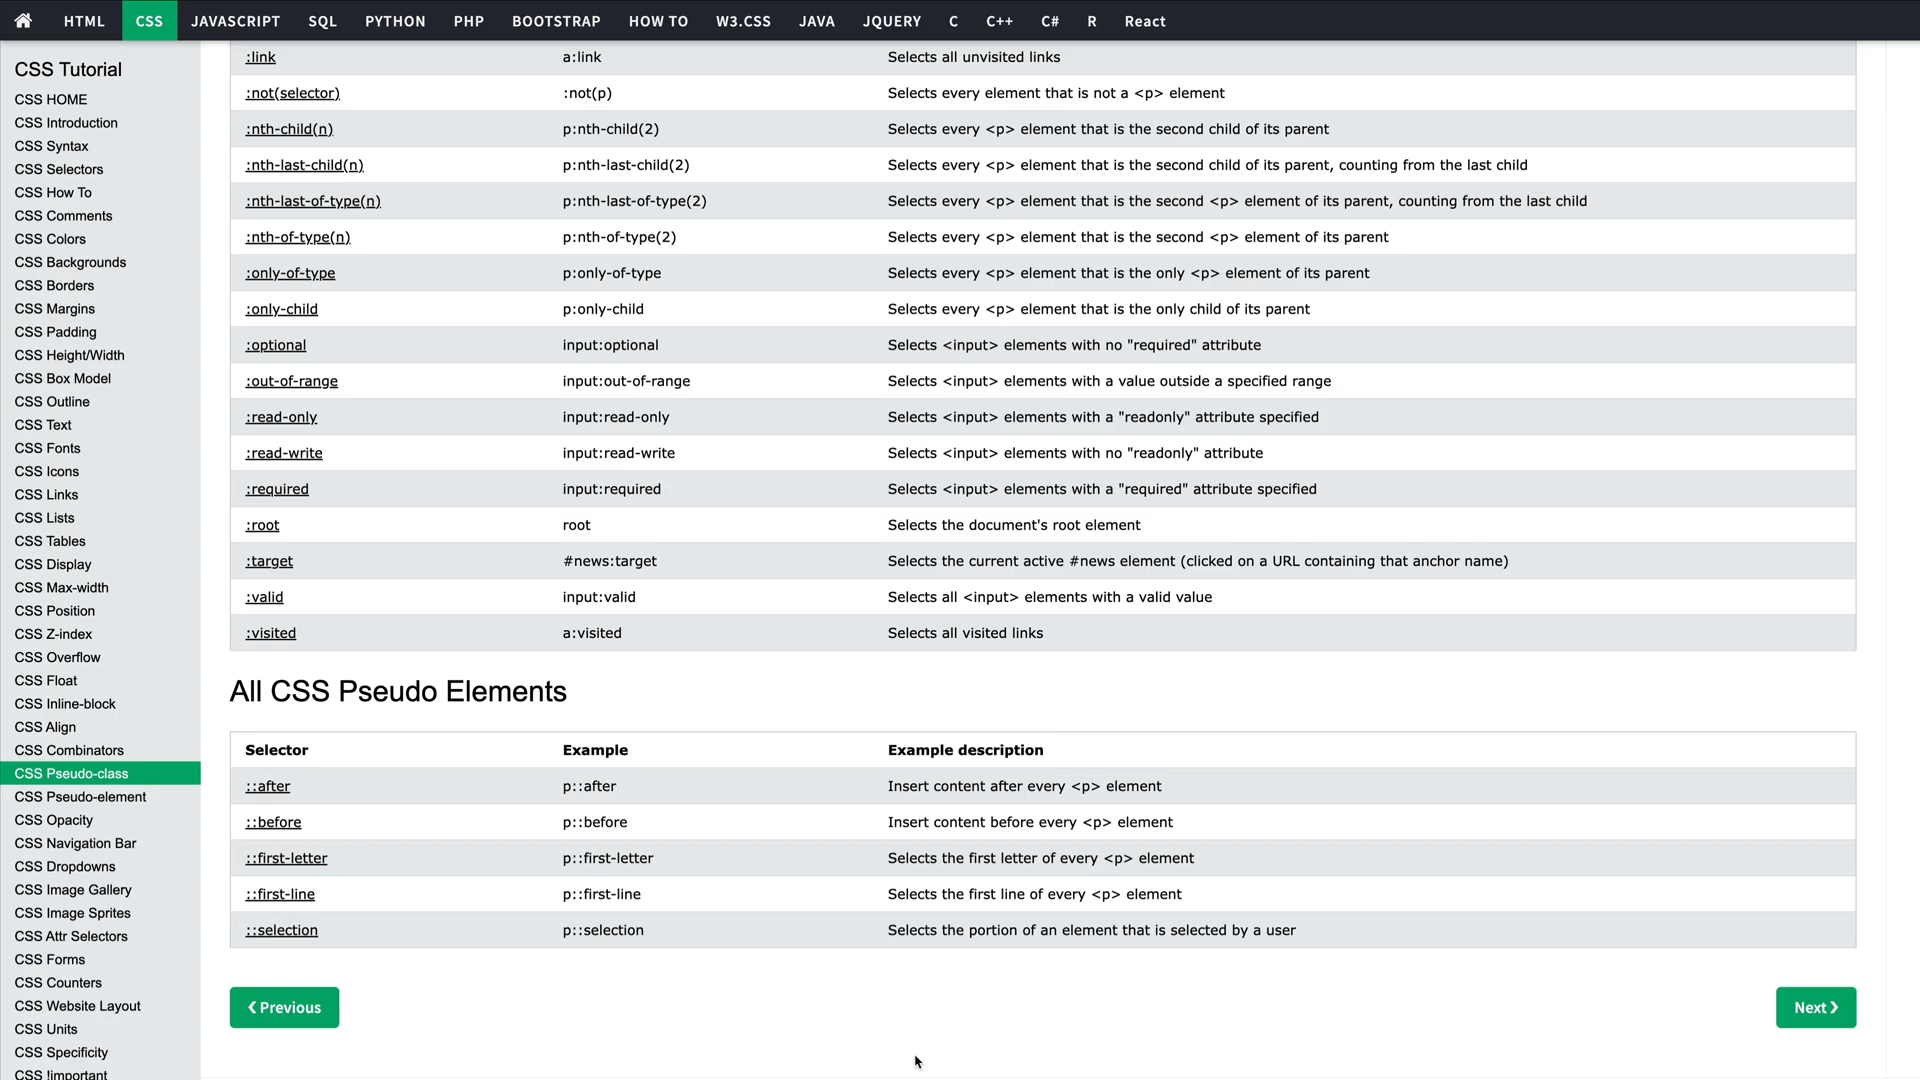 HTML CSS JAVASCRIPT SQL PYTHON PHP BOOTSTRAP HOW TO W3.CSS JAVA JQUERY C C++ C# R React
CSS Tutorial
CSS HOME
CSS Introduction
CSS Syntax
CSS Selectors
CSS How To
CSS Comments
CSS Colors
CSS Backgrounds
CSS Borders
CSS Margins
CSS Padding
CSS Height/Width
CSS Box Model
CSS Outline
CSS Text
CSS Fonts
CSS Icons
CSS Links
CSS Lists
CSS Tables
CSS Display
CSS Max-width
CSS Position
CSS Z-index
CSS Overflow
CSS Float
CSS Inline-block
CSS Align
CSS Combinators
CSS Pseudo-class
CSS Pseudo-element
CSS Opacity
CSS Navigation Bar
CSS Dropdowns
CSS Image Gallery
CSS Image Sprites
CSS Attr Selectors
CSS Forms
CSS Counters
CSS Website Layout
CSS Units
CSS Specificity
CSS !important
:link a:link Selects all unvisited links
:not(selector) :not(p) Selects every element that is not a <p> element
:nth-child(n) p:nth-child(2) Selects every <p> element that is the second child of its parent
:nth-last-child(n) p:nth-last-child(2) Selects every <p> element that is the second child of its parent, counting from the last child
:nth-last-of-type(n) p:nth-last-of-type(2) Selects every <p> element that is the second <p> element of its parent, counting from the last child
:nth-of-type(n) p:nth-of-type(2) Selects every <p> element that is the second <p> element of its parent
:only-of-type p:only-of-type Selects every <p> element that is the only <p> element of its parent
:only-child p:only-child Selects every <p> element that is the only child of its parent
:optional input:optional Selects <input> elements with no "required" attribute
:out-of-range input:out-of-range Selects <input> elements with a value outside a specified range
:read-only input:read-only Selects <input> elements with a "readonly" attribute specified
:read-write input:read-write Selects <input> elements with no "readonly" attribute
:required input:required Selects <input> elements with a "required" attribute specified
:root root Selects the document's root element
:target #news:target Selects the current active #news element (clicked on a URL containing that anchor name)
:valid input:valid Selects all <input> elements with a valid value
:visited a:visited Selects all visited links
All CSS Pseudo Elements
Selector Example Example description
::after p::after Insert content after every <p> element
::before p::before Insert content before every <p> element
::first-letter p::first-letter Selects the first letter of every <p> element
::first-line p::first-line Selects the first line of every <p> element
::selection p::selection Selects the portion of an element that is selected by a user
❮ Previous Next ❯